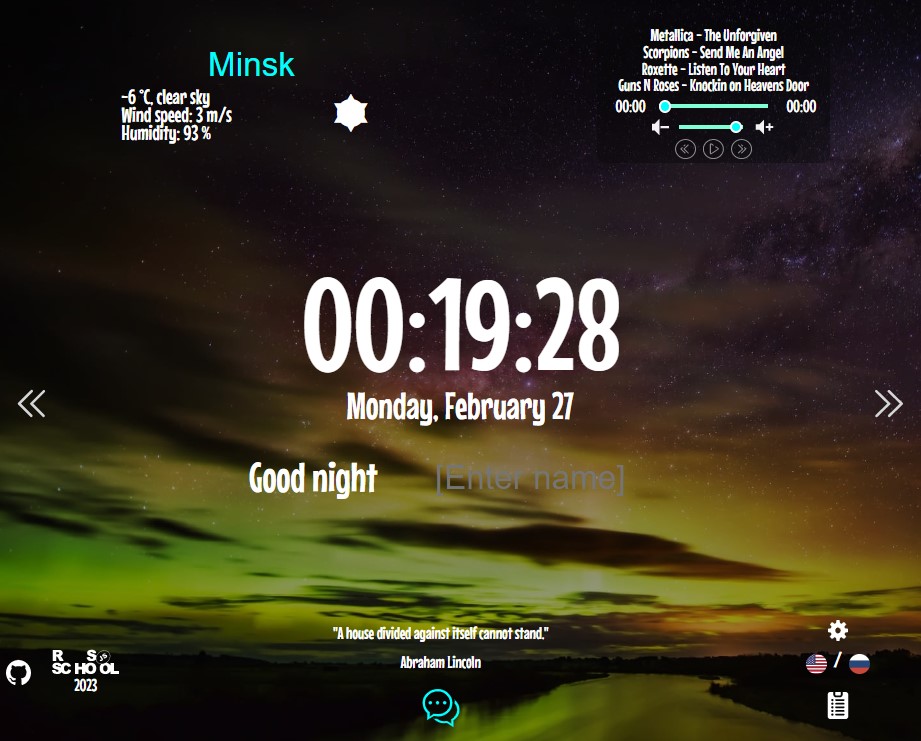 Minsk
-6 °C, clear sky
Wind speed: 3 m/s
Humidity: 93 %
Metallica - The Unforgiven
Scorpions - Send Me An Angel
Roxette - Listen To Your Heart
Guns N Roses - Knockin on Heavens Door
00:00 00:00
00:19:28
Monday, February 27
Good night [Enter name]
"A house divided against itself cannot stand."
Abraham Lincoln
RS
SCHOOL
2023
/